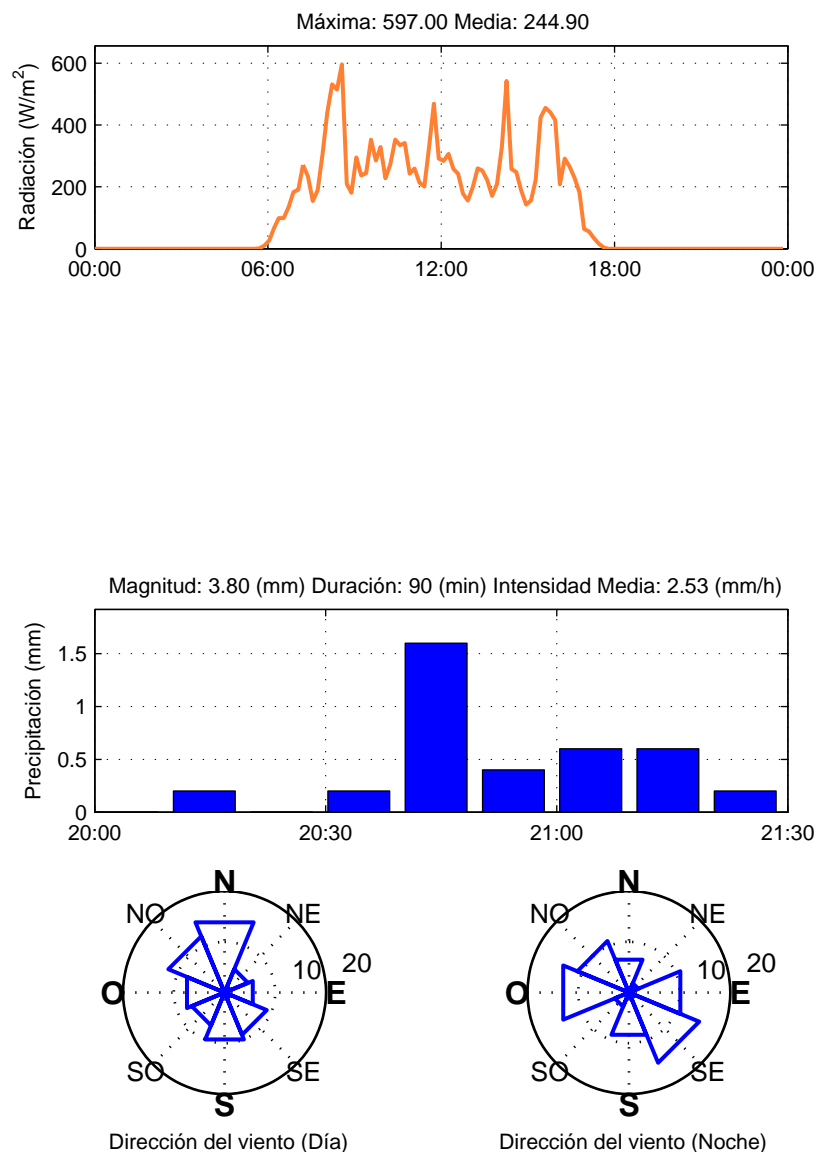 Máxima: 597.00 Media: 244.90
Radiación (W/m²)
600
400
200
0
00:00 06:00 12:00 18:00 00:00
Magnitud: 3.80 (mm) Duración: 90 (min) Intensidad Media: 2.53 (mm/h)
Precipitación (mm)
1.5
1
0.5
0
20:00 20:30 21:00 21:30
N
NO NE
10 20
O E
SO SE
S
Dirección del viento (Día)
N
NO NE
10 20
O E
SO SE
S
Dirección del viento (Noche)